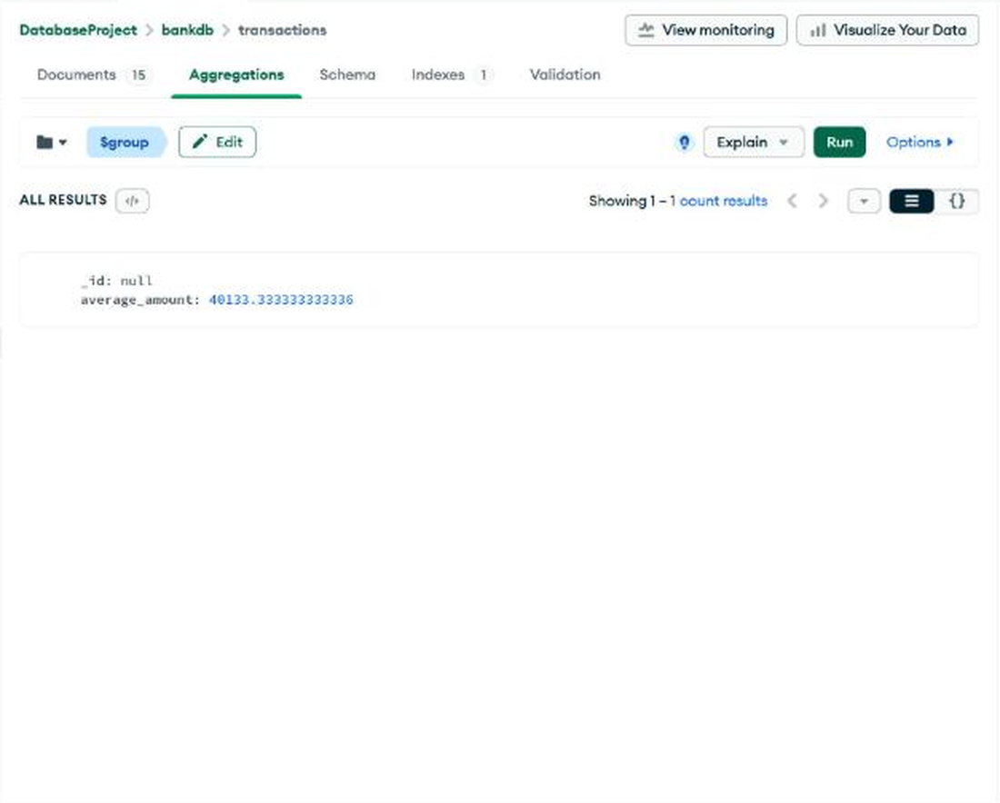 DatabaseProject > bankdb > transactions
View monitoring
Visualize Your Data
Documents 15 Aggregations Schema Indexes 1 Validation
$group Edit
Explain Run Options
ALL RESULTS </>
Showing 1 – 1 count results
{}
_id: null
average_amount: 40133.333333333336